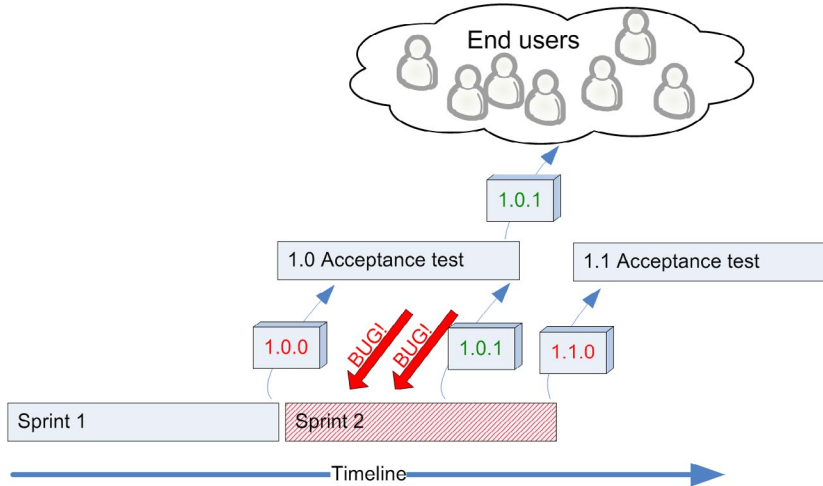 End users
1.0.1
1.0 Acceptance test
1.1 Acceptance test
1.0.0
BUG!
BUG!
1.0.1
1.1.0
Sprint 1
Sprint 2
Timeline